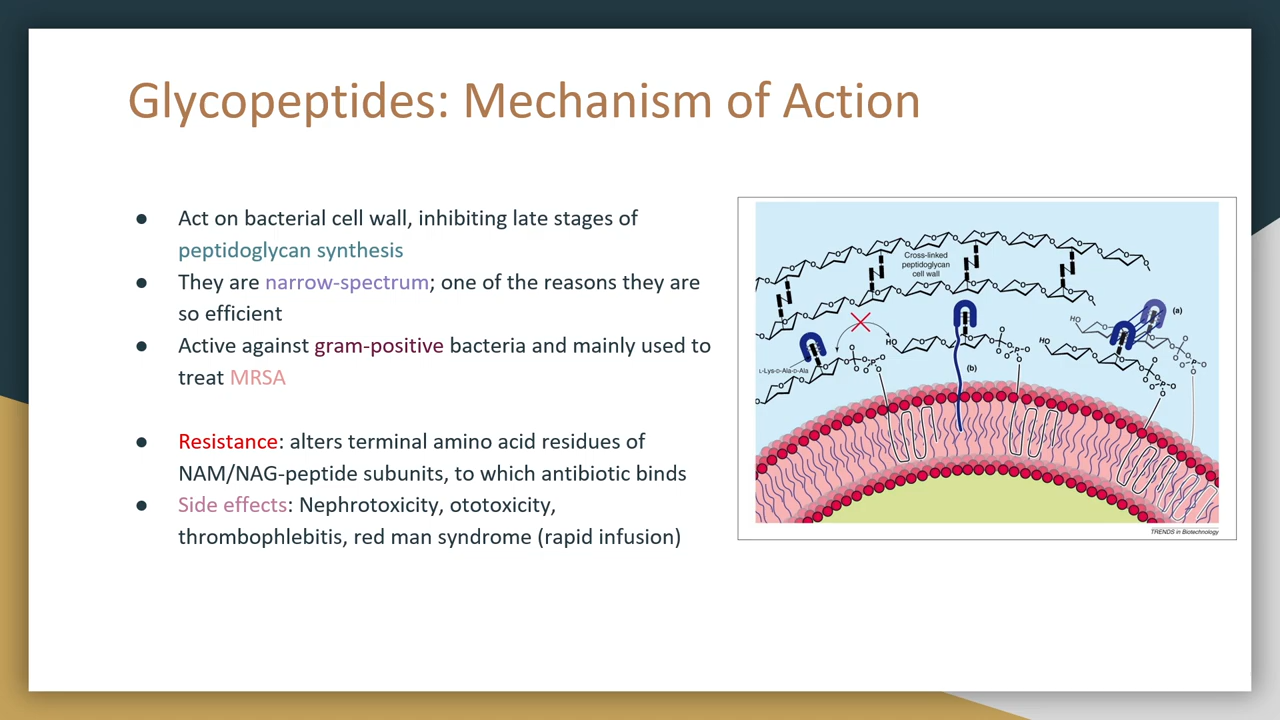 Glycopeptides: Mechanism of Action
● Act on bacterial cell wall, inhibiting late stages of
peptidoglycan synthesis
● They are narrow-spectrum; one of the reasons they are
so efficient
● Active against gram-positive bacteria and mainly used to
treat MRSA
● Resistance: alters terminal amino acid residues of
NAM/NAG-peptide subunits, to which antibiotic binds
● Side effects: Nephrotoxicity, ototoxicity,
thrombophlebitis, red man syndrome (rapid infusion)
Cross-linked
peptidoglycan
cell wall
(a)
HO
HO
HO
L-Lys-D-Ala-D-Ala
(b)
TRENDS in Biotechnology